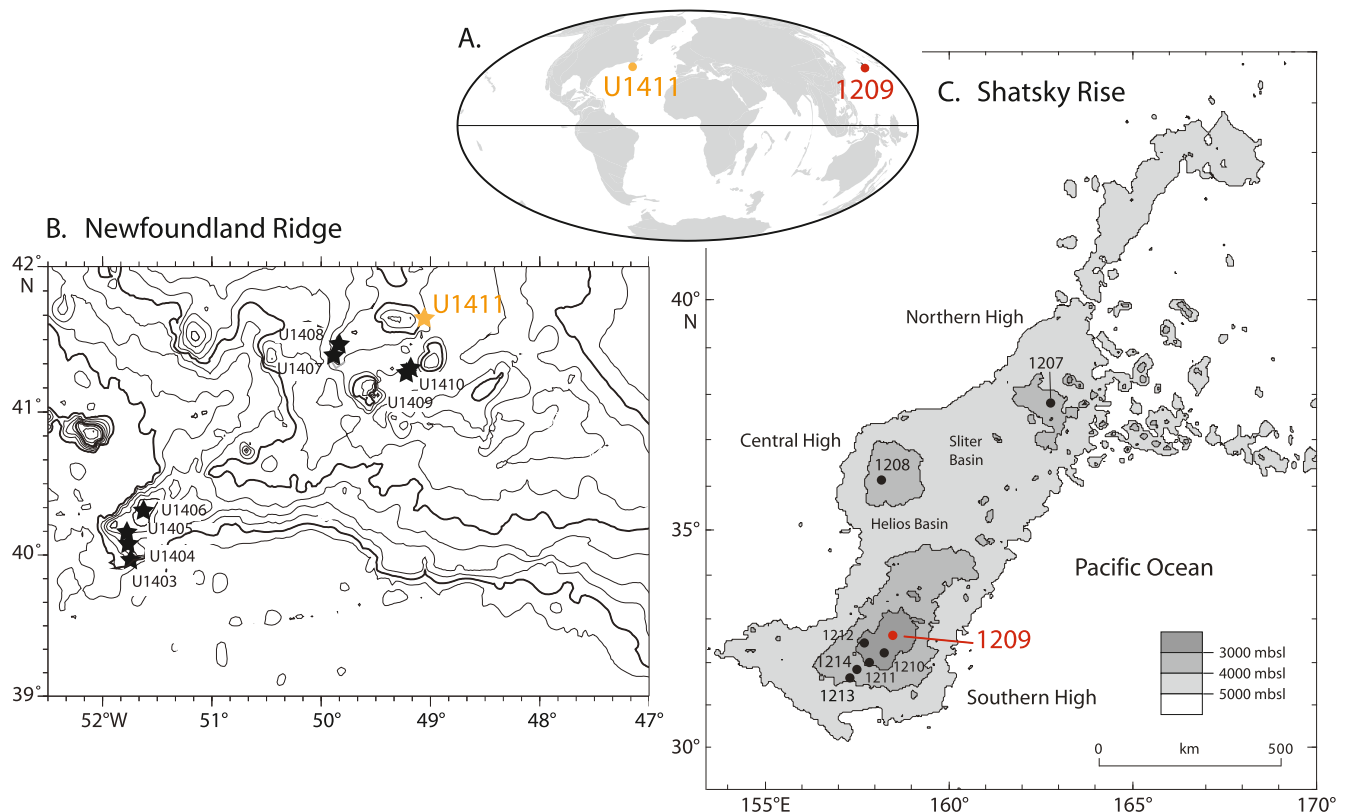 A.
U1411
1209
B. Newfoundland Ridge
42°
N
41°
40°
39°
52°W
51°
50°
49°
48°
47°
U1411
U1408
U1407
U1410
U1409
U1406
U1405
U1404
U1403
C. Shatsky Rise
40°
N
35°
30°
155°E
160°
165°
170°
Northern High
1207
Central High
Sliter
Basin
1208
Helios Basin
Pacific Ocean
1212
1209
1214
1210
1211
1213
Southern High
3000 mbsl
4000 mbsl
5000 mbsl
0 km 500